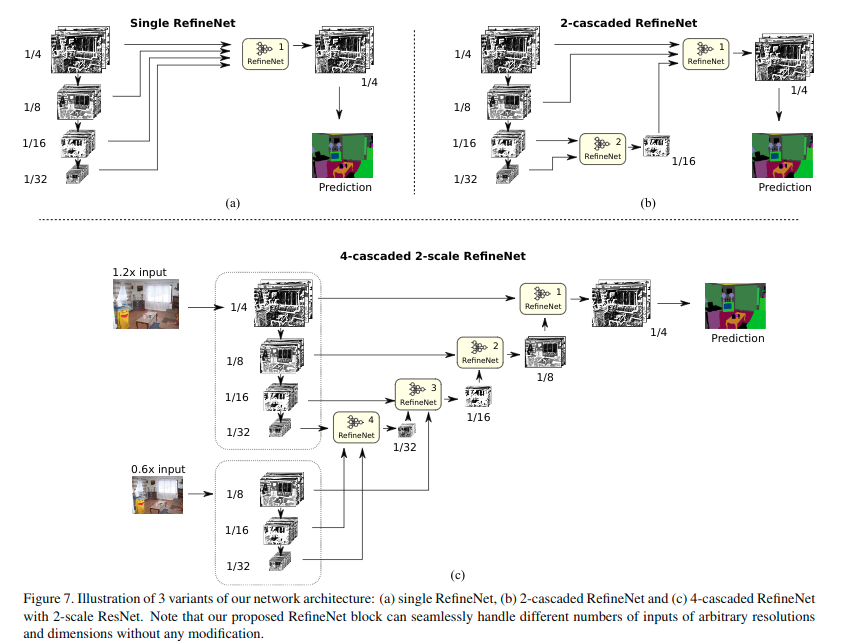 Single RefineNet
1/4
1
RefineNet
1/4
1/8
1/16
1/32
Prediction
(a)
2-cascaded RefineNet
1/4
1
RefineNet
1/4
1/8
1/16
2
RefineNet
1/16
1/32
Prediction
(b)
4-cascaded 2-scale RefineNet
1.2x input
1/4
1
RefineNet
1/4
Prediction
1/8
2
RefineNet
1/8
1/16
3
RefineNet
1/16
1/32
4
RefineNet
1/32
0.6x input
1/8
1/16
1/32
(c)
Figure 7. Illustration of 3 variants of our network architecture: (a) single RefineNet, (b) 2-cascaded RefineNet and (c) 4-cascaded RefineNet
with 2-scale ResNet. Note that our proposed RefineNet block can seamlessly handle different numbers of inputs of arbitrary resolutions
and dimensions without any modification.